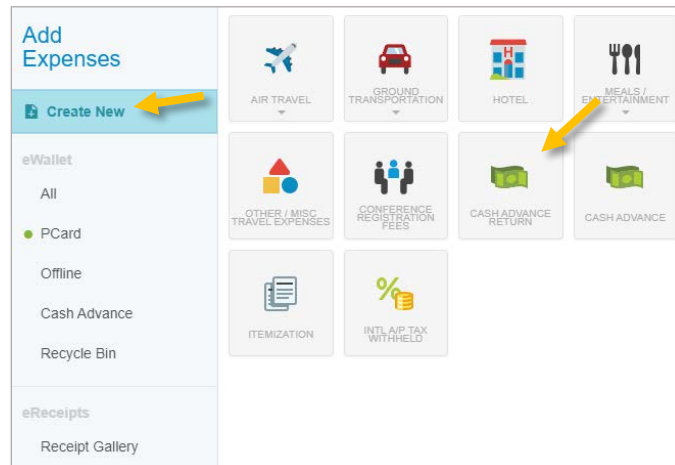 Add
Expenses
Create New
eWallet
All
PCard
Offline
Cash Advance
Recycle Bin
eReceipts
Receipt Gallery
AIR TRAVEL
GROUND
TRANSPORTATION
H
HOTEL
MEALS /
ENTERTAINMENT
OTHER / MISC
TRAVEL EXPENSES
CONFERENCE
REGISTRATION
FEES
CASH ADVANCE
RETURN
CASH ADVANCE
ITEMIZATION
%
INTL A/P TAX
WITHHELD